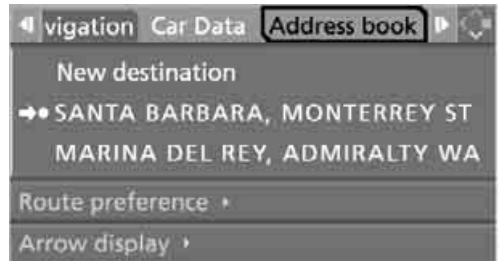 vigation Car Data Address book
New destination
SANTA BARBARA, MONTERREY ST
MARINA DEL REY, ADMIRALTY WA
Route preference
Arrow display